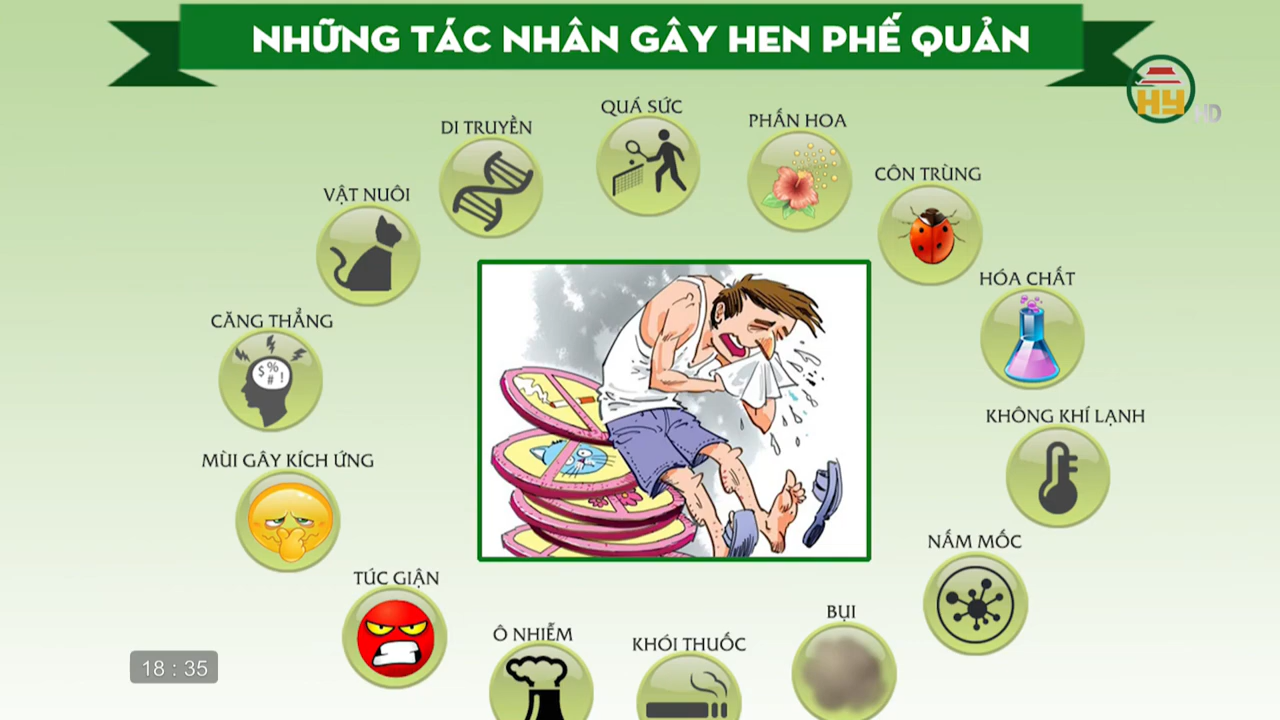 NHỮNG TÁC NHÂN GÂY HEN PHẾ QUẢN
HY HD
QUÁ SỨC
PHẤN HOA
DI TRUYỀN
CÔN TRÙNG
VẬT NUÔI
HÓA CHẤT
CĂNG THẲNG
$%
#!
KHÔNG KHÍ LẠNH
MÙI GÂY KÍCH ỨNG
NẤM MỐC
TÚC GIẬN
BỤI
Ô NHIỄM
KHÓI THUỐC
18 : 35